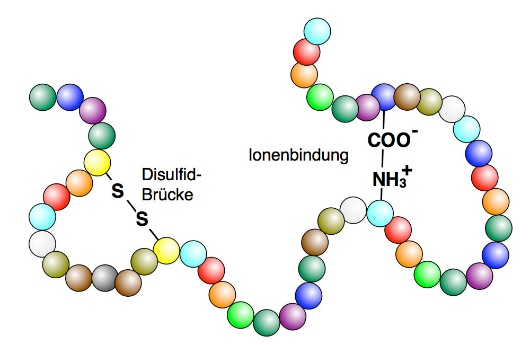 Disulfid-
Brücke
S
S
Ionenbindung
COO⁻
NH₃⁺